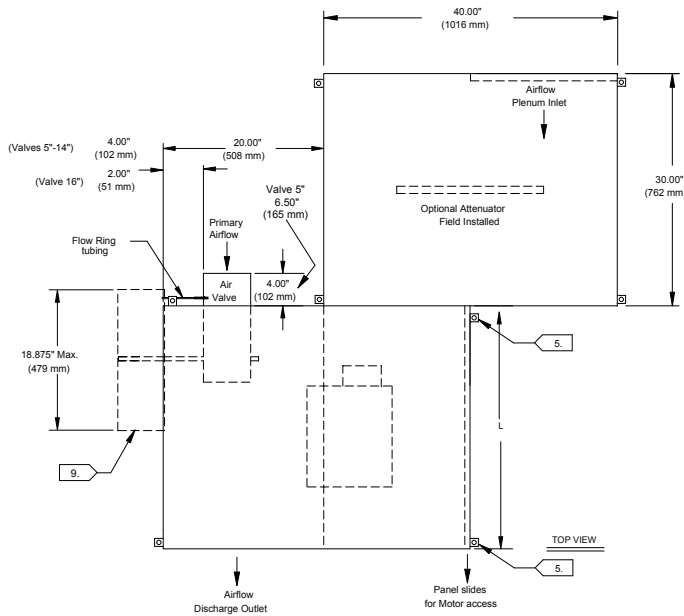 40.00"
(1016 mm)
Airflow
Plenum Inlet
(Valves 5"-14")
4.00"
(102 mm)
20.00"
(508 mm)
30.00"
(762 mm)
(Valve 16")
2.00"
(51 mm)
Valve 5"
6.50"
(165 mm)
Optional Attenuator
Field Installed
Primary
Airflow
Flow Ring
tubing
Air
Valve
4.00"
(102 mm)
18.875" Max.
(479 mm)
5.
L
9.
TOP VIEW
5.
Airflow
Discharge Outlet
Panel slides
for Motor access